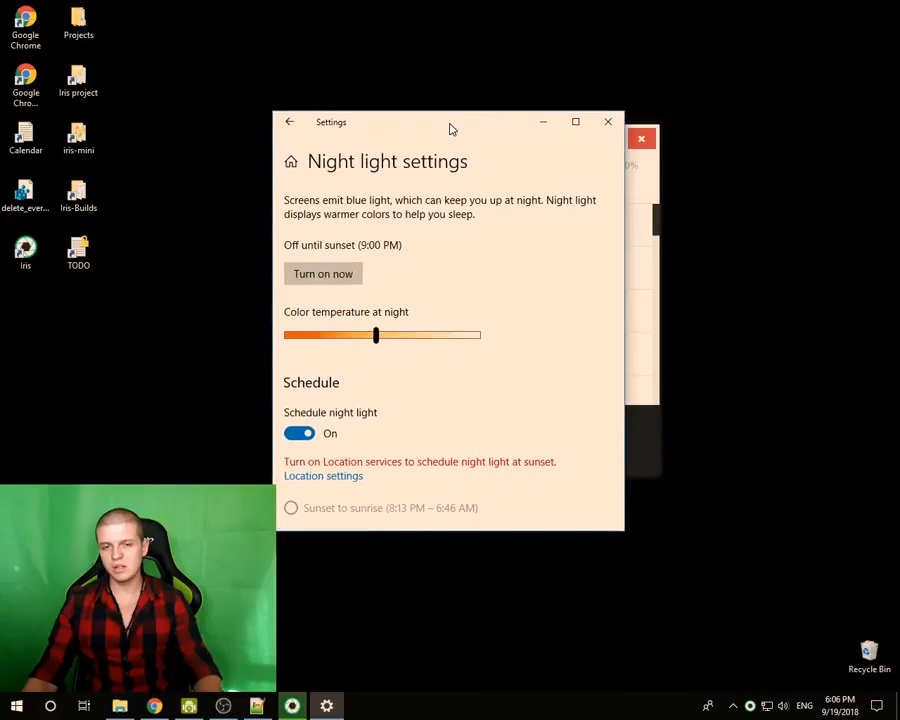 Google
Chrome
Projects
Google
Chro...
Iris project
Calendar
iris-mini
delete_ever...
Iris-Builds
Iris
TODO
Settings
Night light settings
Screens emit blue light, which can keep you up at night. Night light
displays warmer colors to help you sleep.
Off until sunset (9:00 PM)
Turn on now
Color temperature at night
Schedule
Schedule night light
On
Turn on Location services to schedule night light at sunset.
Location settings
Sunset to sunrise (8:13 PM – 6:46 AM)
0%
Recycle Bin
ENG
6:06 PM
9/19/2018